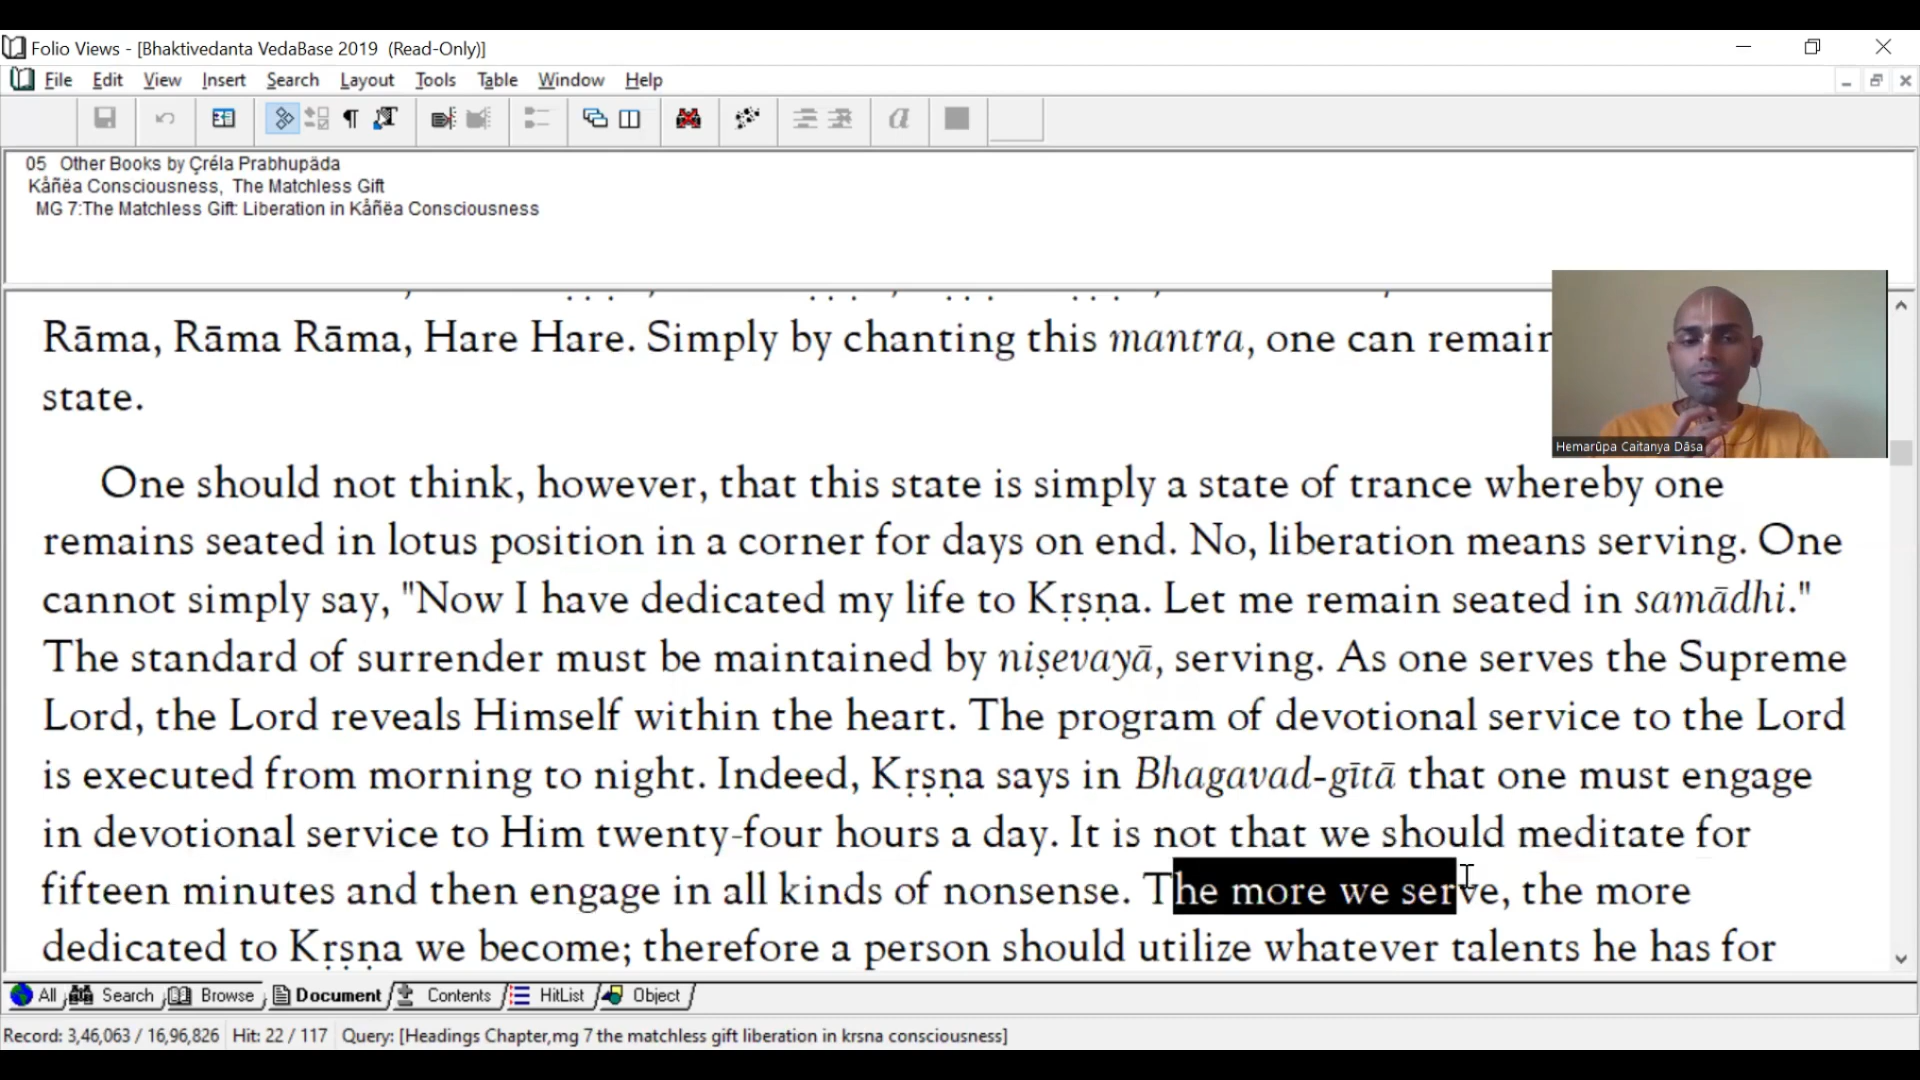 Folio Views - [Bhaktivedanta VedaBase 2019 (Read-Only)]
File Edit View Insert Search Layout Tools Table Window Help
05 Other Books by Çréla Prabhupäda
Kåñëa Consciousness, The Matchless Gift
MG 7:The Matchless Gift: Liberation in Kåñëa Consciousness
Rāma, Rāma Rāma, Hare Hare. Simply by chanting this mantra, one can remain
state.
Hemarūpa Caitanya Dāsa
One should not think, however, that this state is simply a state of trance whereby one
remains seated in lotus position in a corner for days on end. No, liberation means serving. One
cannot simply say, "Now I have dedicated my life to Kṛṣṇa. Let me remain seated in samādhi."
The standard of surrender must be maintained by niṣevayā, serving. As one serves the Supreme
Lord, the Lord reveals Himself within the heart. The program of devotional service to the Lord
is executed from morning to night. Indeed, Kṛṣṇa says in Bhagavad-gītā that one must engage
in devotional service to Him twenty-four hours a day. It is not that we should meditate for
fifteen minutes and then engage in all kinds of nonsense. The more we serve, the more
dedicated to Kṛṣṇa we become; therefore a person should utilize whatever talents he has for
All Search Browse Document Contents HitList Object
Record: 3,46,063 / 16,96,826 Hit: 22 / 117 Query: [Headings Chapter,mg 7 the matchless gift liberation in krsna consciousness]